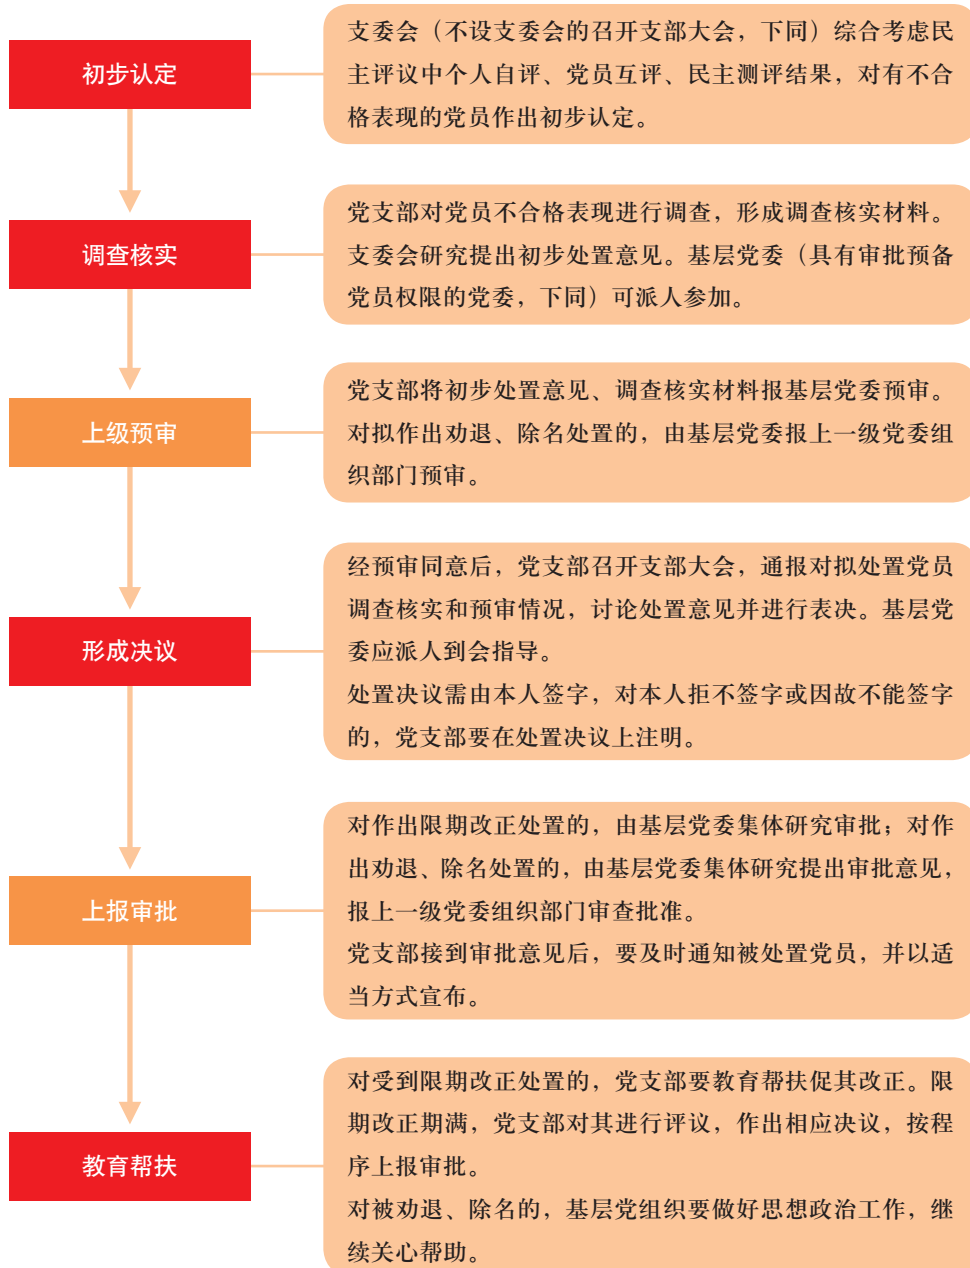 初步认定
支委会（不设支委会的召开支部大会，下同）综合考虑民
主评议中个人自评、党员互评、民主测评结果，对有不合
格表现的党员作出初步认定。
调查核实
党支部对党员不合格表现进行调查，形成调查核实材料。
支委会研究提出初步处置意见。基层党委（具有审批预备
党员权限的党委，下同）可派人参加。
上级预审
党支部将初步处置意见、调查核实材料报基层党委预审。
对拟作出劝退、除名处置的，由基层党委报上一级党委组
织部门预审。
形成决议
经预审同意后，党支部召开支部大会，通报对拟处置党员
调查核实和预审情况，讨论处置意见并进行表决。基层党
委应派人到会指导。
处置决议需由本人签字，对本人拒不签字或因故不能签字
的，党支部要在处置决议上注明。
上报审批
对作出限期改正处置的，由基层党委集体研究审批；对作
出劝退、除名处置的，由基层党委集体研究提出审批意见，
报上一级党委组织部门审查批准。
党支部接到审批意见后，要及时通知被处置党员，并以适
当方式宣布。
教育帮扶
对受到限期改正处置的，党支部要教育帮扶促其改正。限
期改正期满，党支部对其进行评议，作出相应决议，按程
序上报审批。
对被劝退、除名的，基层党组织要做好思想政治工作，继
续关心帮助。